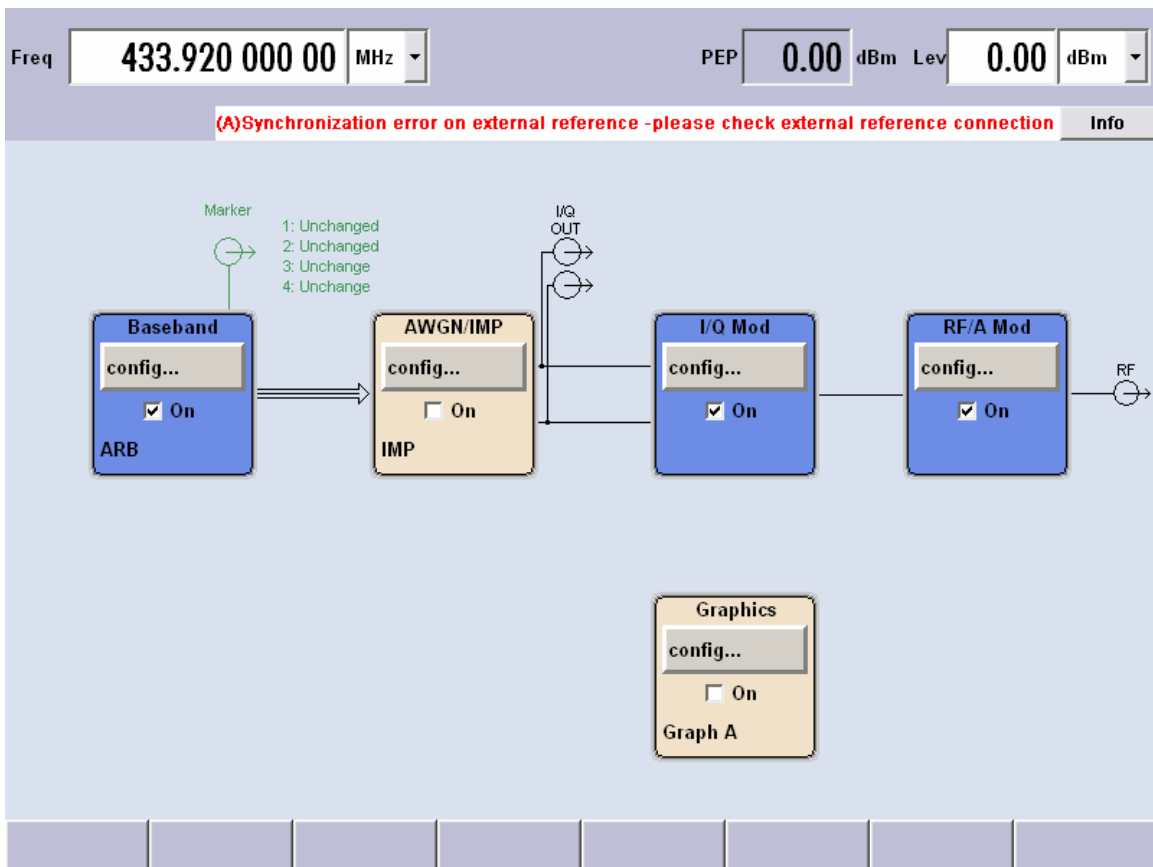 Freq 433.920 000 00 MHz PEP 0.00 dBm Lev 0.00 dBm
(A)Synchronization error on external reference -please check external reference connection Info
Marker
1: Unchanged
2: Unchanged
3: Unchange
4: Unchange
I/Q
OUT
Baseband
config...
On
ARB
AWGN/IMP
config...
On
IMP
I/Q Mod
config...
On
RF/A Mod
config...
On
RF
Graphics
config...
On
Graph A